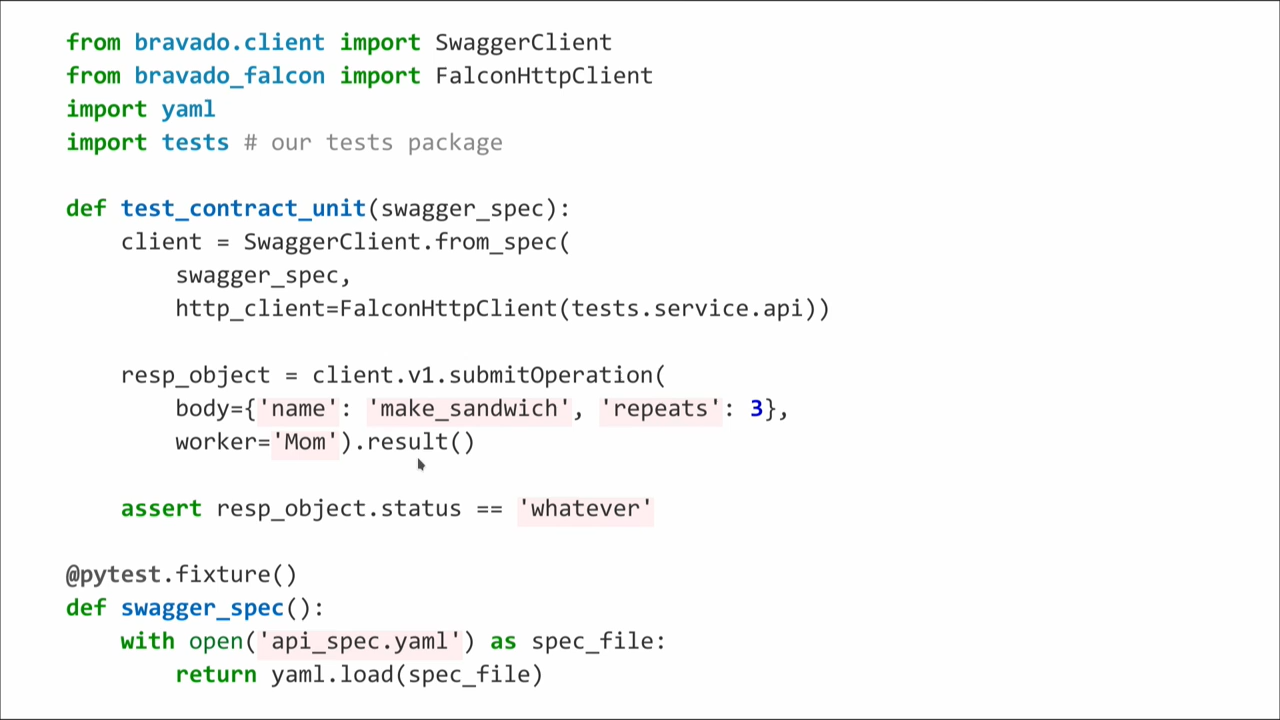 from bravado.client import SwaggerClient
from bravado_falcon import FalconHttpClient
import yaml
import tests # our tests package

def test_contract_unit(swagger_spec):
    client = SwaggerClient.from_spec(
        swagger_spec,
        http_client=FalconHttpClient(tests.service.api))

    resp_object = client.v1.submitOperation(
        body={'name': 'make_sandwich', 'repeats': 3},
        worker='Mom').result()

    assert resp_object.status == 'whatever'

@pytest.fixture()
def swagger_spec():
    with open('api_spec.yaml') as spec_file:
        return yaml.load(spec_file)